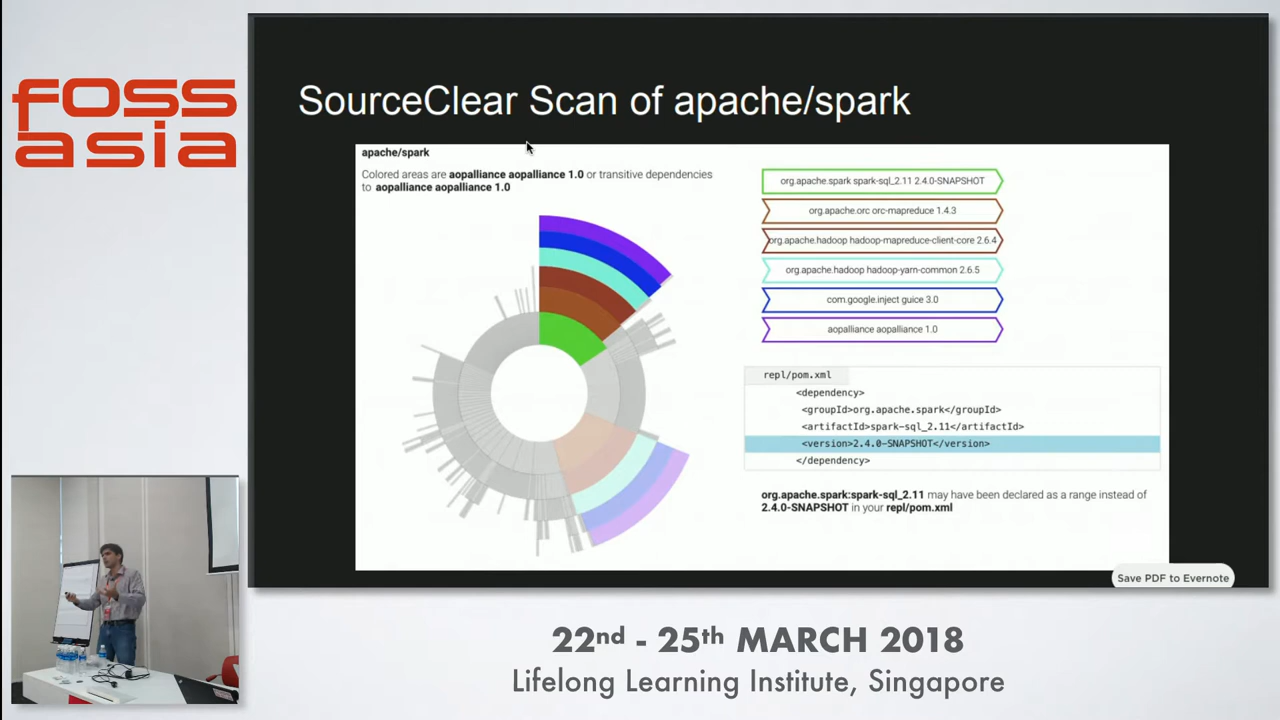 foss
asia
SourceClear Scan of apache/spark
apache/spark
Colored areas are aopalliance aopalliance 1.0 or transitive dependencies
to aopalliance aopalliance 1.0
org.apache.spark spark-sql_2.11 2.4.0-SNAPSHOT
org.apache.orc orc-mapreduce 1.4.3
org.apache.hadoop hadoop-mapreduce-client-core 2.6.4
org.apache.hadoop hadoop-yarn-common 2.6.5
com.google.inject guice 3.0
aopalliance aopalliance 1.0
repl/pom.xml
<dependency>
<groupId>org.apache.spark</groupId>
<artifactId>spark-sql_2.11</artifactId>
<version>2.4.0-SNAPSHOT</version>
</dependency>
org.apache.spark:spark-sql_2.11 may have been declared as a range instead of
2.4.0-SNAPSHOT in your repl/pom.xml
Save PDF to Evernote
22nd - 25th MARCH 2018
Lifelong Learning Institute, Singapore